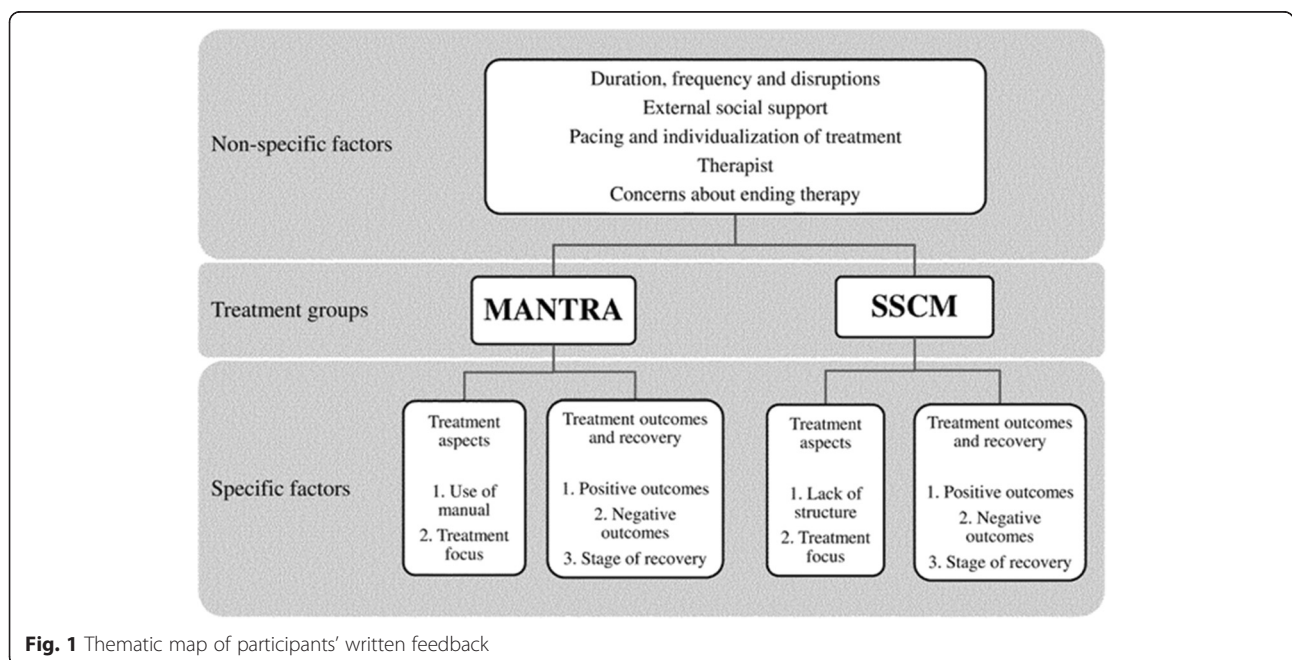 Non-specific factors
Duration, frequency and disruptions
External social support
Pacing and individualization of treatment
Therapist
Concerns about ending therapy
Treatment groups
MANTRA
SSCM
Specific factors
Treatment
aspects
1. Use of
manual
2. Treatment
focus
Treatment outcomes
and recovery
1. Positive outcomes
2. Negative
outcomes
3. Stage of recovery
Treatment
aspects
1. Lack of
structure
2. Treatment
focus
Treatment outcomes
and recovery
1. Positive outcomes
2. Negative
outcomes
3. Stage of recovery
Fig. 1 Thematic map of participants’ written feedback